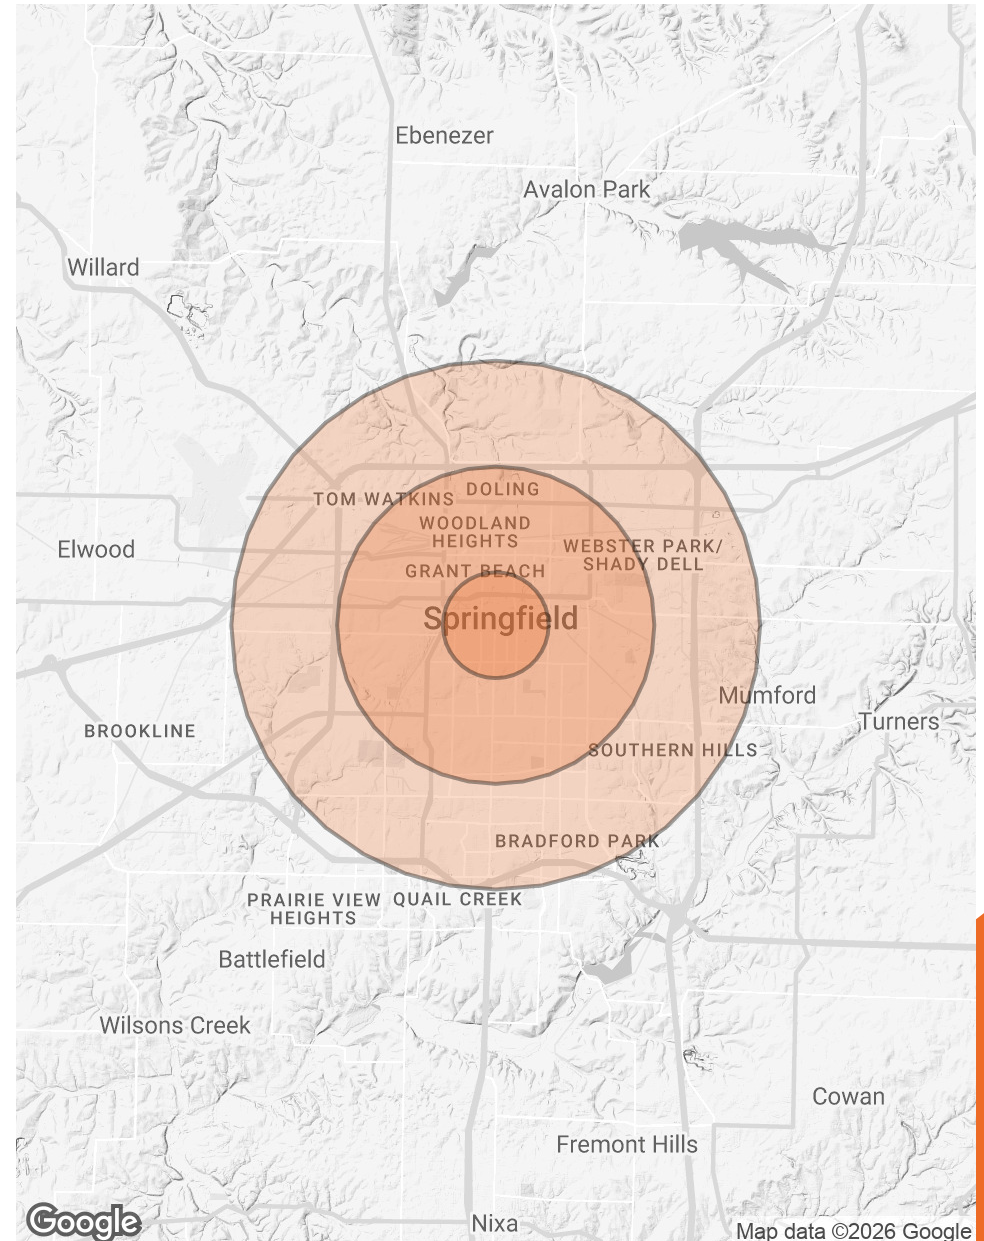 Ebenezer
Avalon Park
Willard
TOM WATKINS
DOLING
WOODLAND
HEIGHTS
Elwood
WEBSTER PARK/
SHADY DELL
GRANT BEACH
Springfield
Mumford
Turners
BROOKLINE
SOUTHERN HILLS
BRADFORD PARK
PRAIRIE VIEW
HEIGHTS
QUAIL CREEK
Battlefield
Wilsons Creek
Cowan
Fremont Hills
Nixa
Google
Map data ©2026 Google